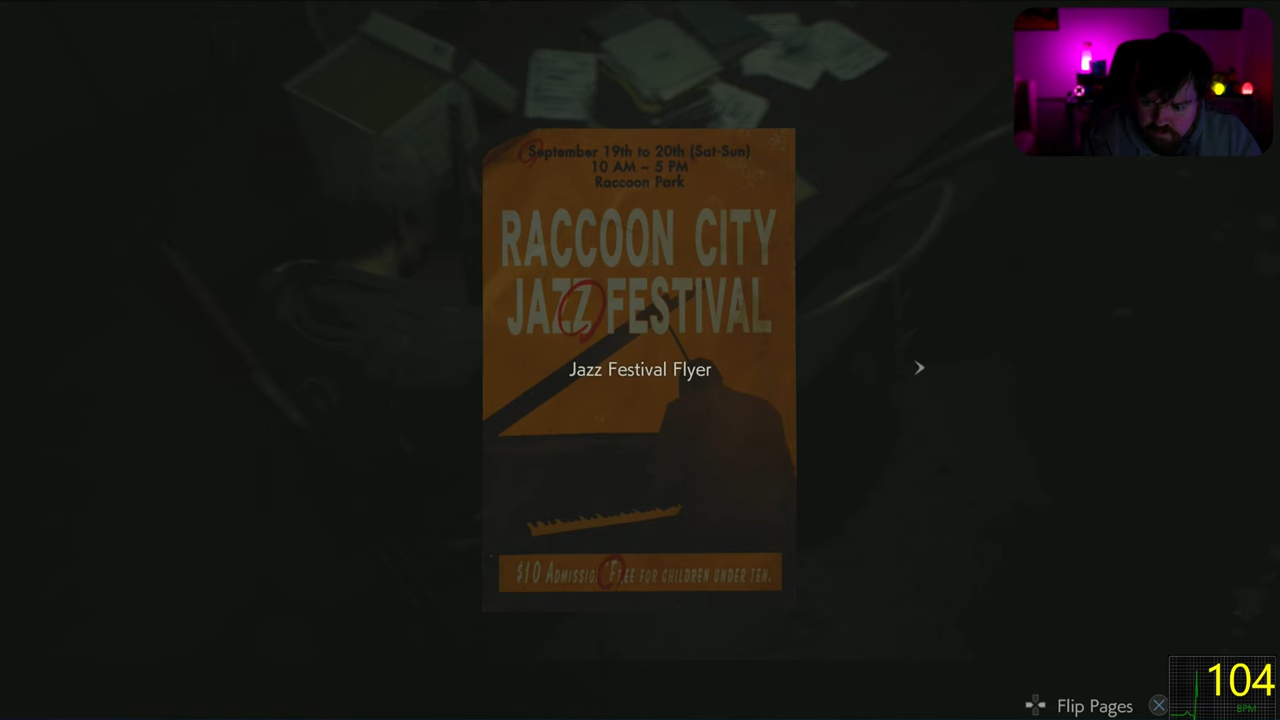 September 19th to 20th (Sat-Sun)
10 AM – 5 PM
Raccoon Park
RACCOON CITY
JAZZ FESTIVAL
Jazz Festival Flyer
$10 Admission *Free for children under ten.
Flip Pages
104
BPM